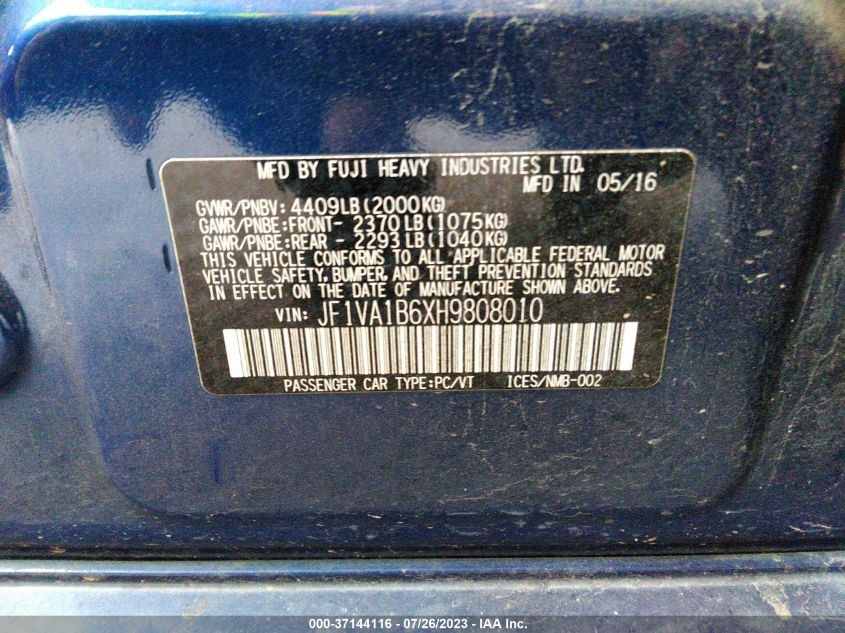 MFD BY FUJI HEAVY INDUSTRIES LTD.
MFD IN 05/16
GVWR/PNBV: 4409LB(2000KG)
GAWR/PNBE:FRONT- 2370LB(1075KG)
GAWR/PNBE:REAR - 2293LB(1040KG)
THIS VEHICLE CONFORMS TO ALL APPLICABLE FEDERAL MOTOR
VEHICLE SAFETY, BUMPER, AND THEFT PREVENTION STANDARDS
IN EFFECT ON THE DATE OF MANUFACTURE SHOWN ABOVE.
VIN: JF1VA1B6XH9808010
PASSENGER CAR TYPE:PC/VT ICES/NMB-002
000-37144116 - 07/26/2023 - IAA Inc.